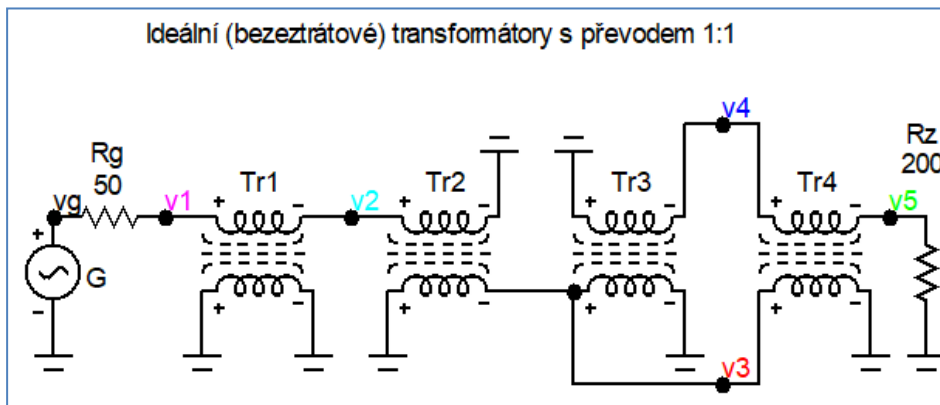 Ideální (bezeztrátové) transformátory s převodem 1:1
v4
Rg
50
Rz
200
vg
v1
Tr1
v2
Tr2
Tr3
Tr4
v5
+ - + - + - + -
+
G
-
+ - + - + - + -
v3